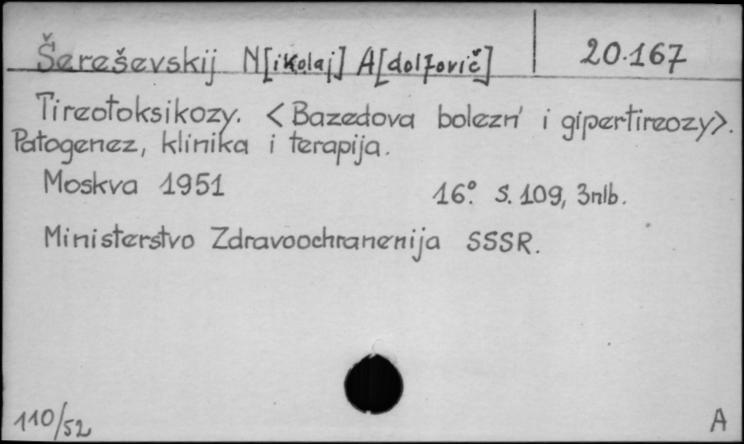 Šereševskij N[ikolaj] A[dolfovič] 20.167
Tireotoksikozy. <Bazedova bolezn' i gipertireozy>.
Patogenez, klinika i terapija.
Moskva 1951 16°. S. 109, 3nlb.
Ministerstvo Zdravoochranenija SSSR.
110/52 A